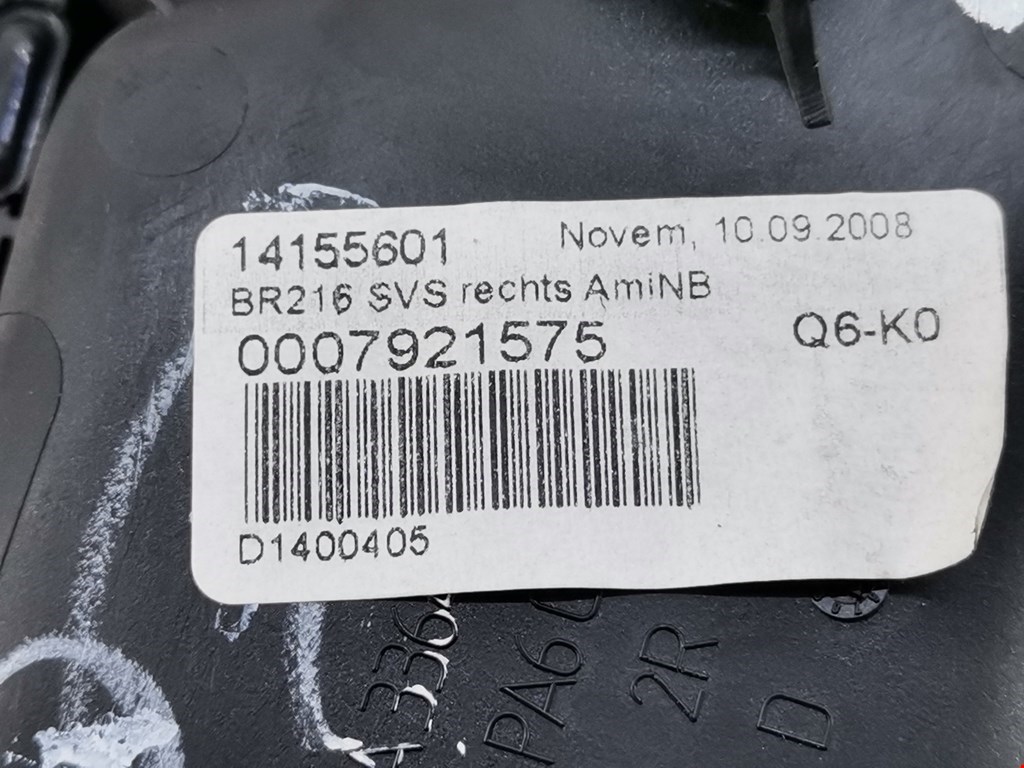 14155601 Novem, 10.09.2008
BR216 SVS rechts AmiNB
0007921575 Q6-K0
D1400405
2R
D